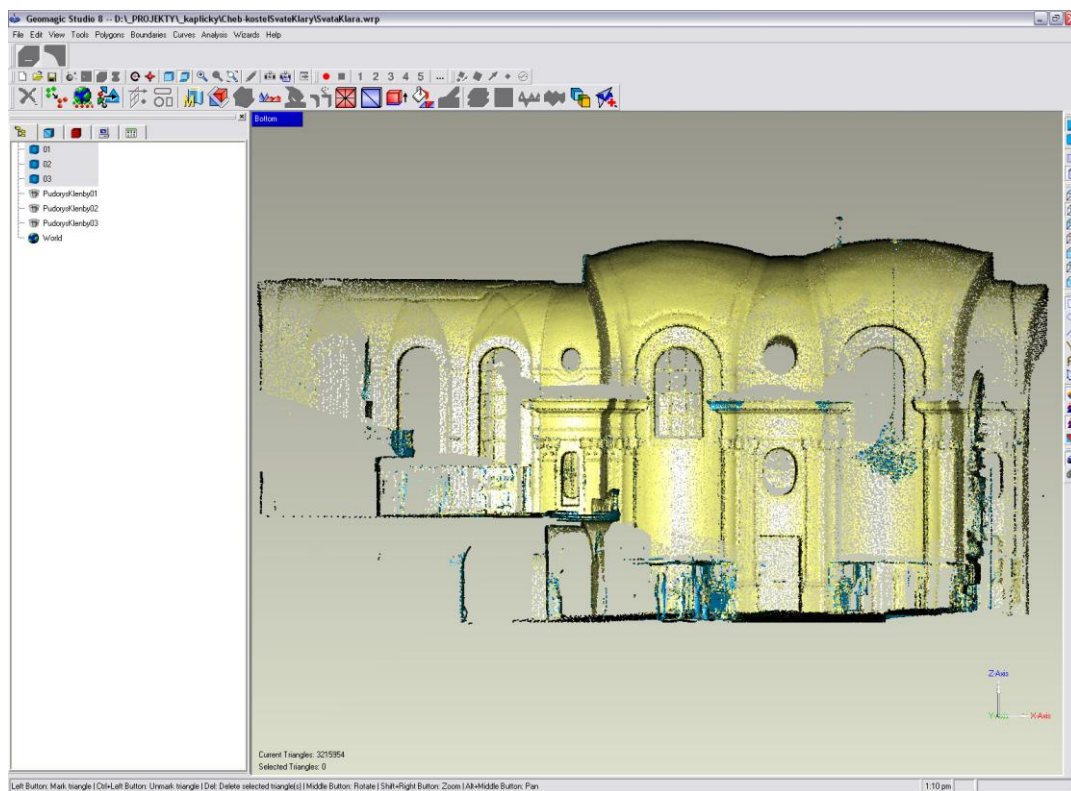 Geomagic Studio 8 -- D:\_PROJEKTY\_kaplicky\Cheb-kostelSvateKlary\SvataKlara.wrp
File Edit View Tools Polygons Boundaries Curves Analysis Wizards Help
1 2 3 4 5 ...
Bottom
01
02
03
PudorysKlenby01
PudorysKlenby02
PudorysKlenby03
World
Z-Axis
Y-Axis
X-Axis
Current Triangles: 3215954
Selected Triangles: 0
Left Button: Mark triangle | Ctrl+Left Button: Unmark triangle | Del: Delete selected triangle(s) | Middle Button: Rotate | Shift+Right Button: Zoom | Alt+Middle Button: Pan
1:10 pm